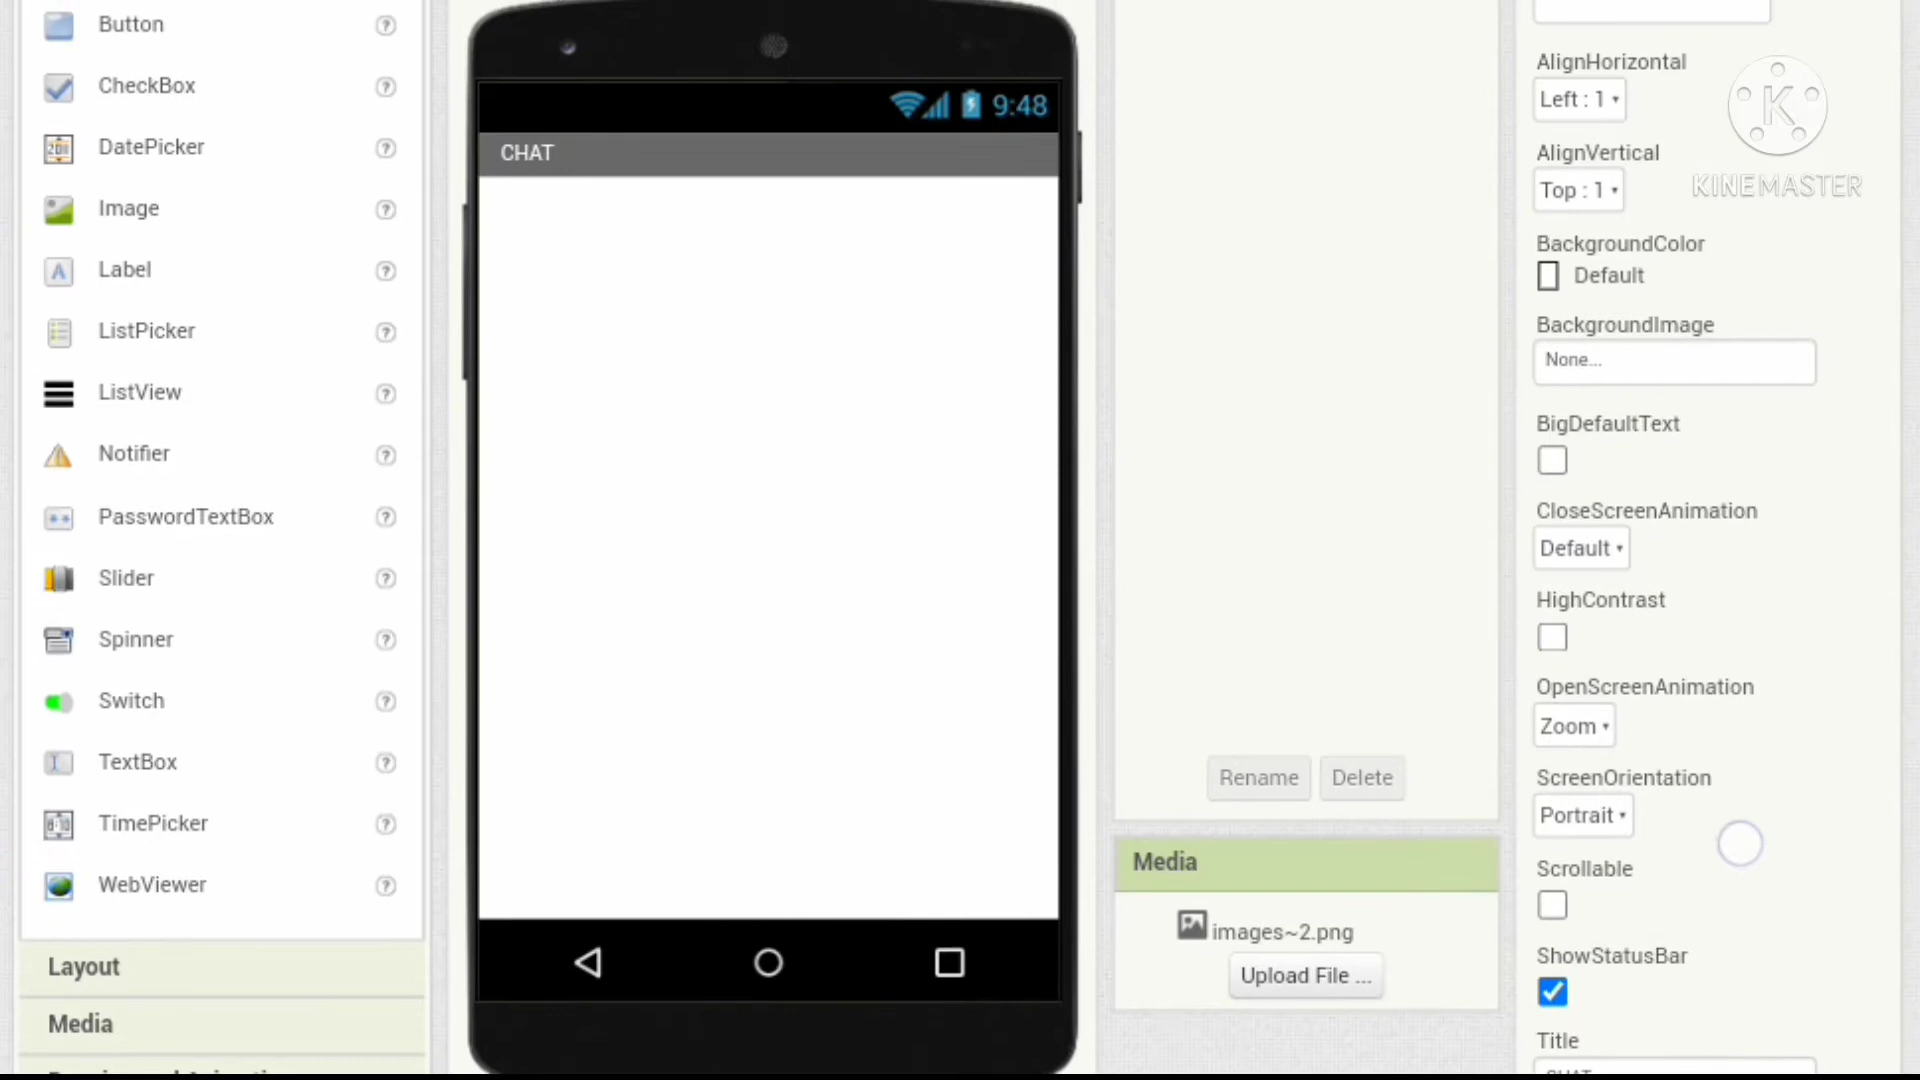 Button
CheckBox
DatePicker
Image
Label
ListPicker
ListView
Notifier
PasswordTextBox
Slider
Spinner
Switch
TextBox
TimePicker
WebViewer
Layout
Media
9:48
CHAT
Rename
Delete
Media
images~2.png
Upload File ...
AlignHorizontal
Left : 1
AlignVertical
Top : 1
KINEMASTER
BackgroundColor
Default
BackgroundImage
None...
BigDefaultText
CloseScreenAnimation
Default
HighContrast
OpenScreenAnimation
Zoom
ScreenOrientation
Portrait
Scrollable
ShowStatusBar
Title
CHAT